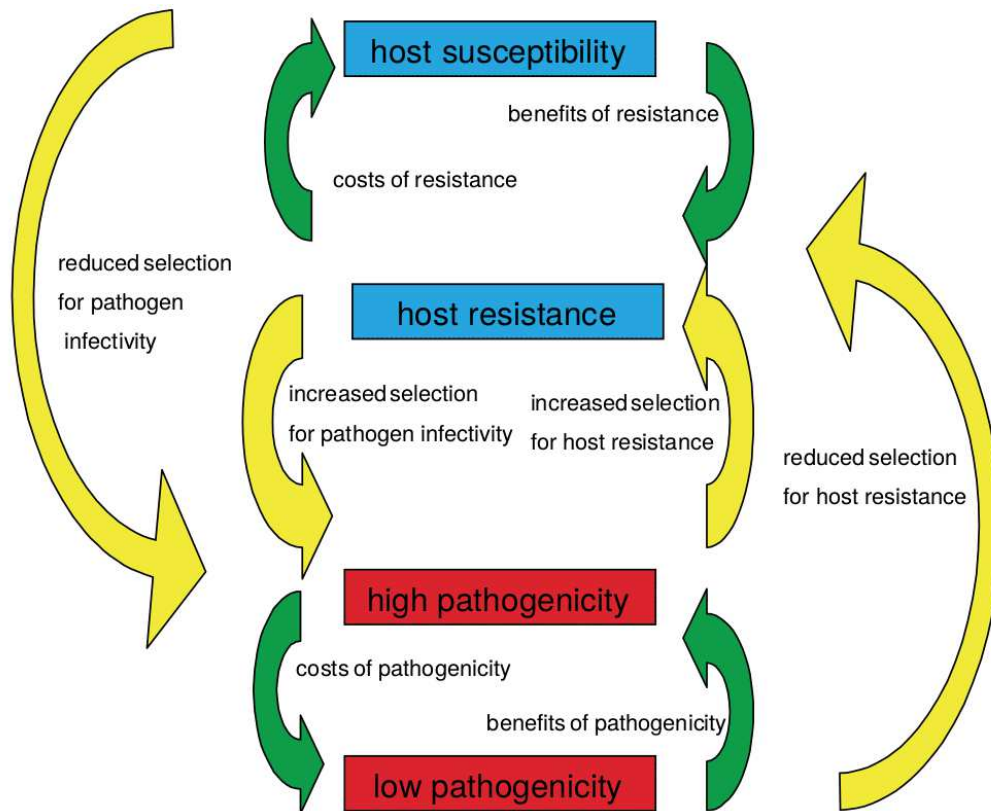 host susceptibility
benefits of resistance
costs of resistance
reduced selection
for pathogen
infectivity
host resistance
increased selection
for pathogen infectivity
increased selection
for host resistance
reduced selection
for host resistance
high pathogenicity
costs of pathogenicity
benefits of pathogenicity
low pathogenicity